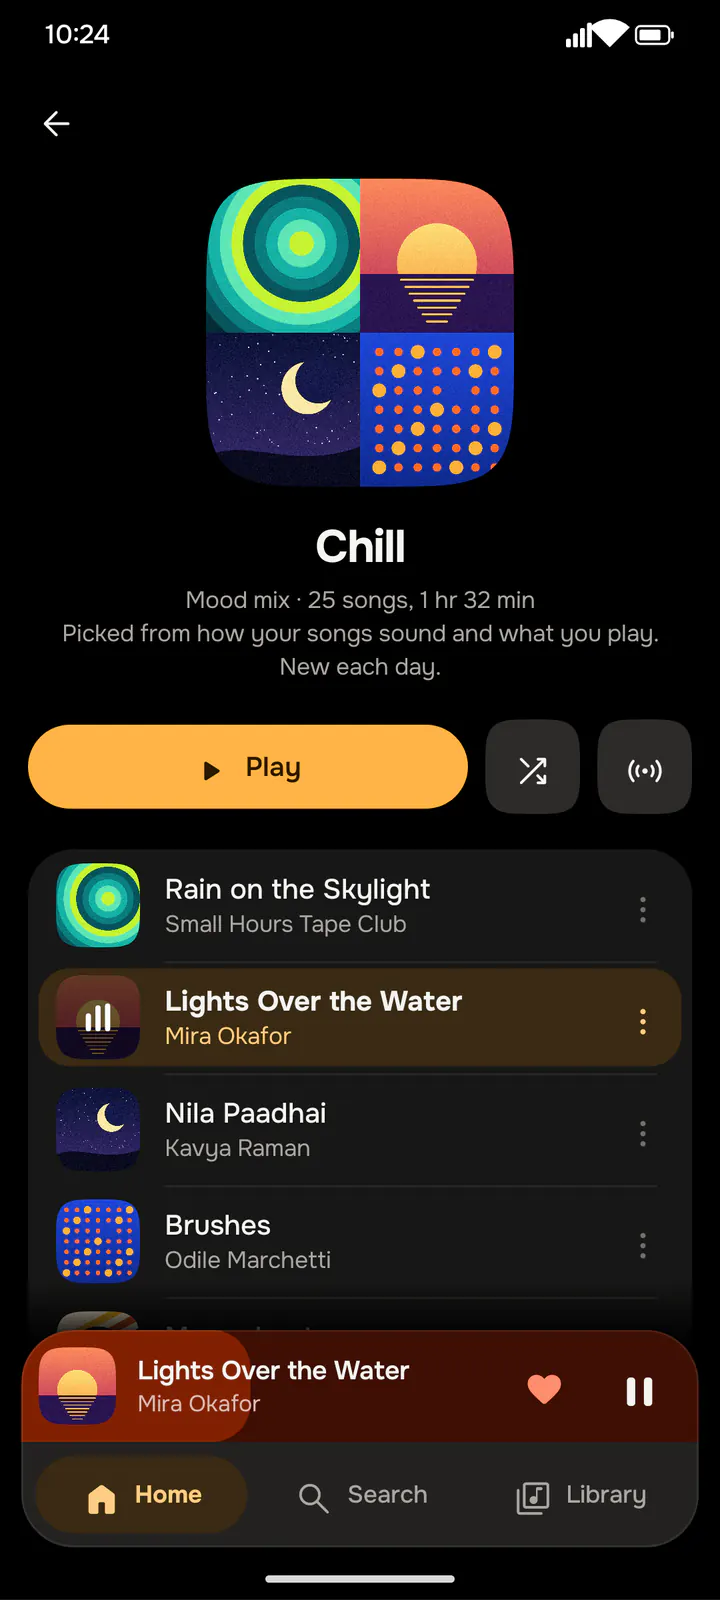 10:24
Chill
Mood mix · 25 songs, 1 hr 32 min
Picked from how your songs sound and what you play.
New each day.
Play
Rain on the Skylight
Small Hours Tape Club
Lights Over the Water
Mira Okafor
Nila Paadhai
Kavya Raman
Brushes
Odile Marchetti
Lights Over the Water
Mira Okafor
Home
Search
Library